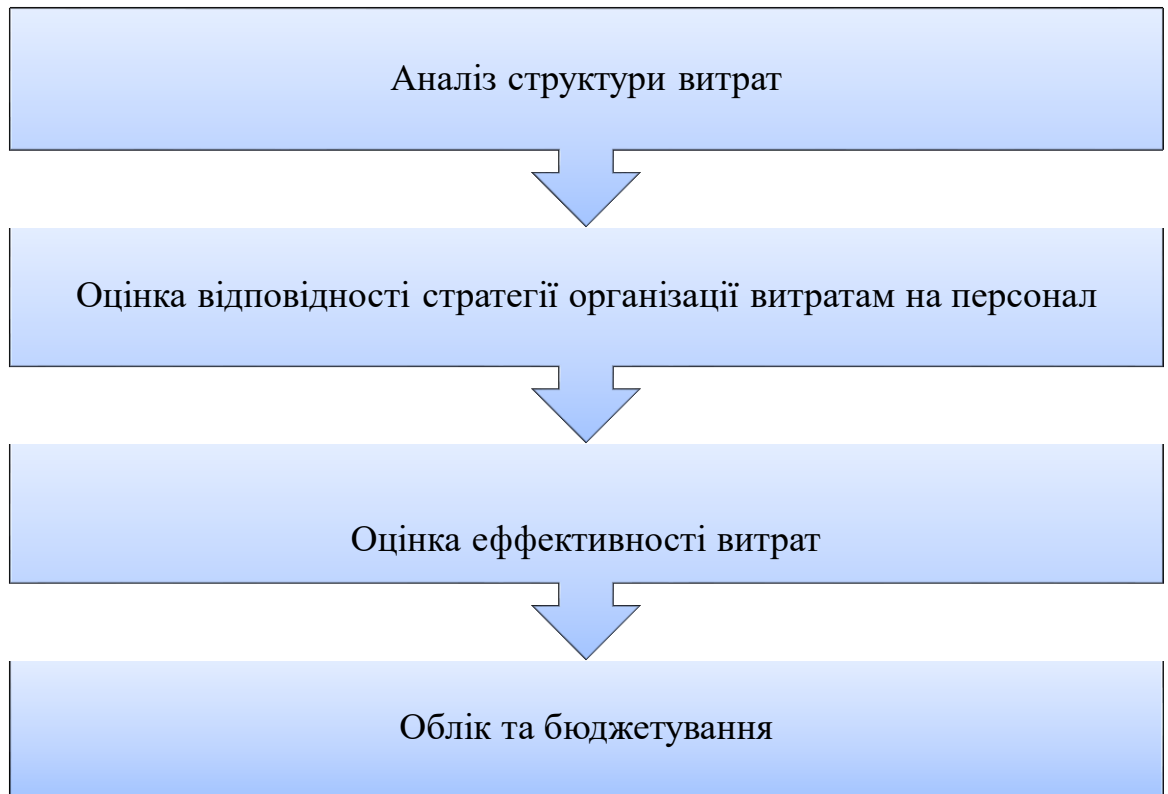 Аналіз структури витрат
Оцінка відповідності стратегії організації витратам на персонал
Оцінка еффективності витрат
Облік та бюджетування